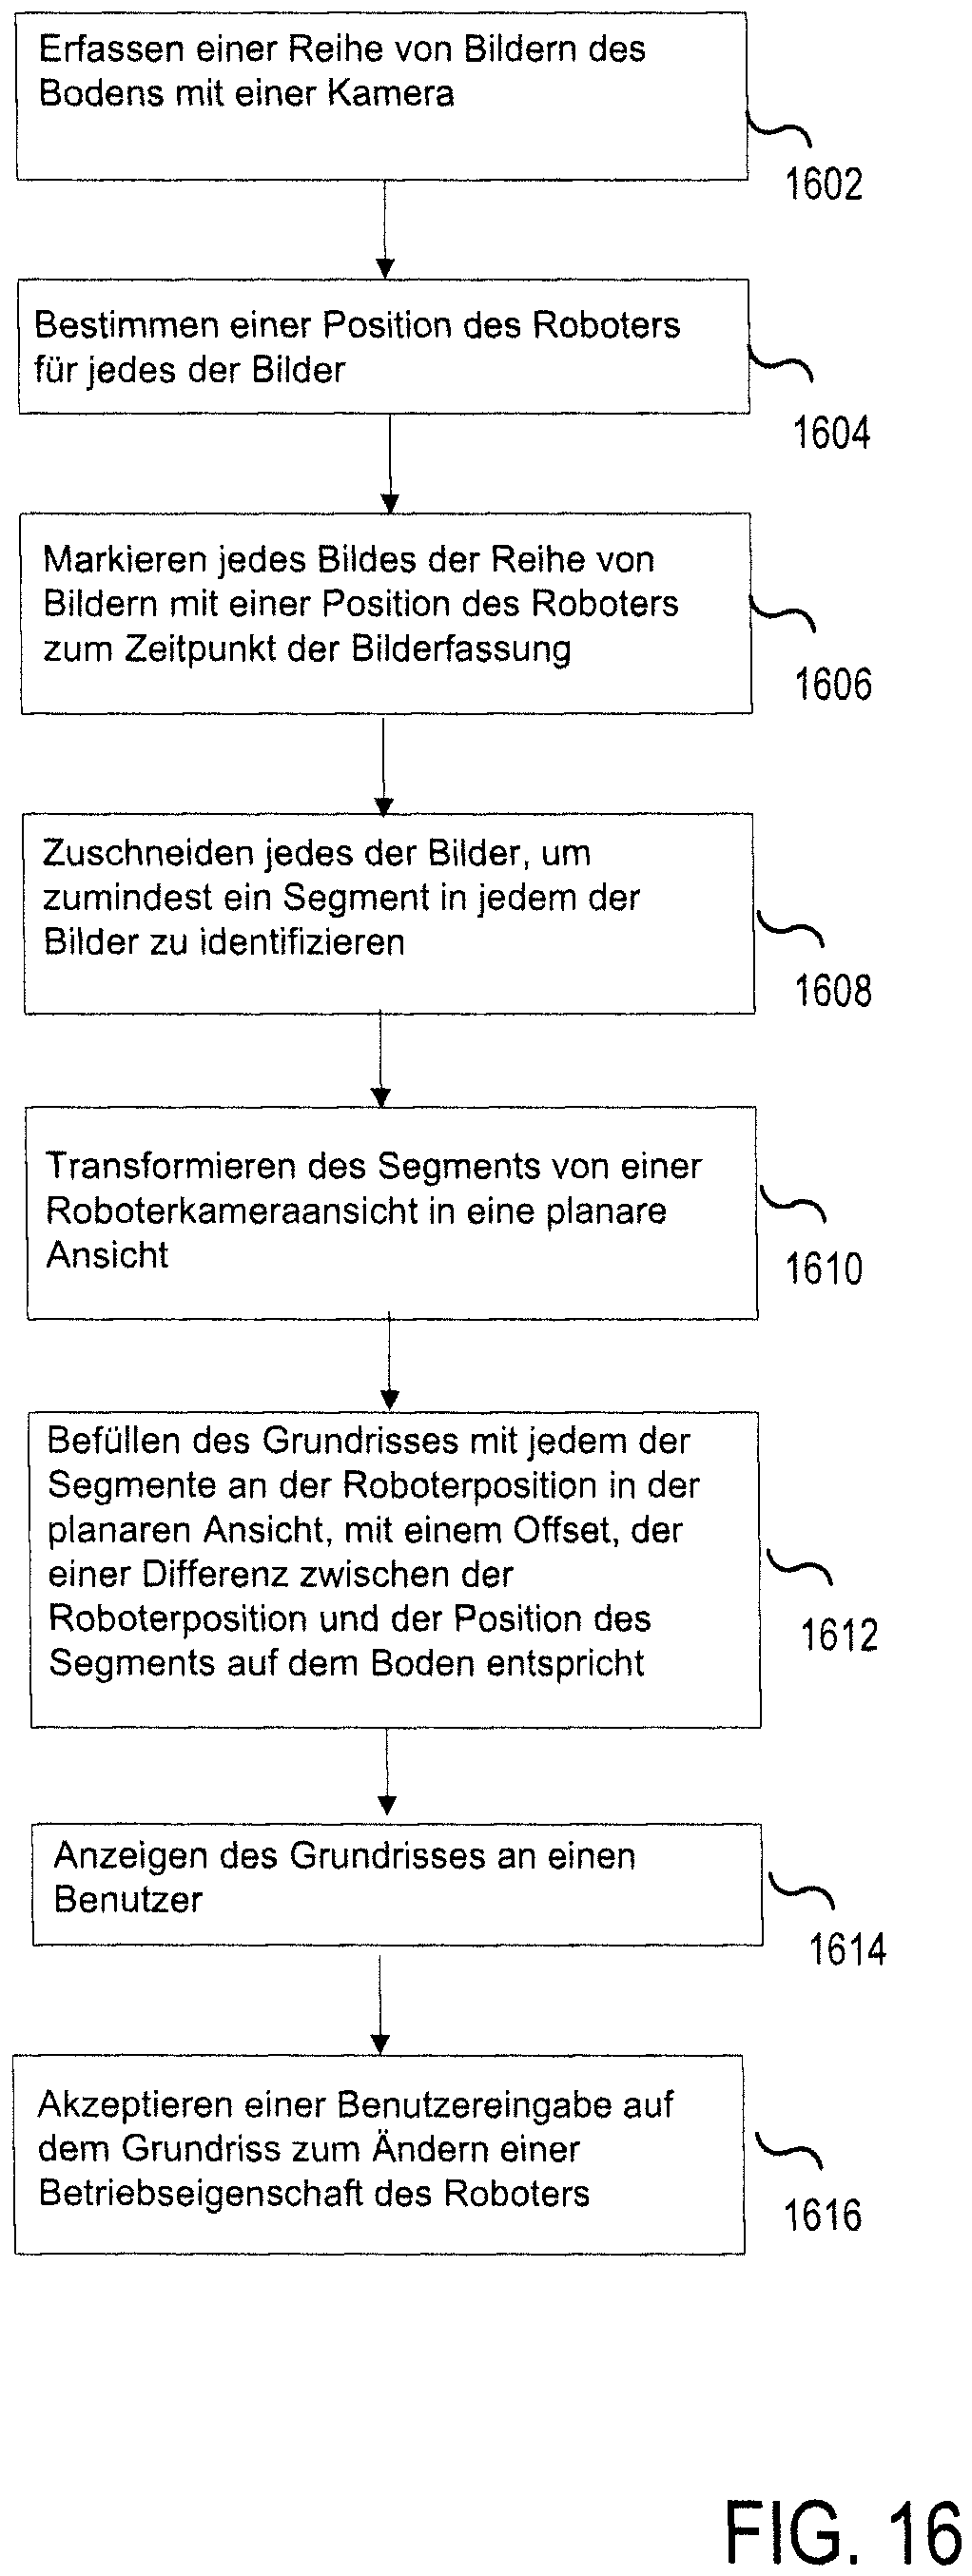 Erfassen einer Reihe von Bildern des
Bodens mit einer Kamera
1602
Bestimmen einer Position des Roboters
für jedes der Bilder
1604
Markieren jedes Bildes der Reihe von
Bildern mit einer Position des Roboters
zum Zeitpunkt der Bilderfassung
1606
Zuschneiden jedes der Bilder, um
zumindest ein Segment in jedem der
Bilder zu identifizieren
1608
Transformieren des Segments von einer
Roboterkameraansicht in eine planare
Ansicht
1610
Befüllen des Grundrisses mit jedem der
Segmente an der Roboterposition in der
planaren Ansicht, mit einem Offset, der
einer Differenz zwischen der
Roboterposition und der Position des
Segments auf dem Boden entspricht
1612
Anzeigen des Grundrisses an einen
Benutzer
1614
Akzeptieren einer Benutzereingabe auf
dem Grundriss zum Ändern einer
Betriebseigenschaft des Roboters
1616
FIG. 16